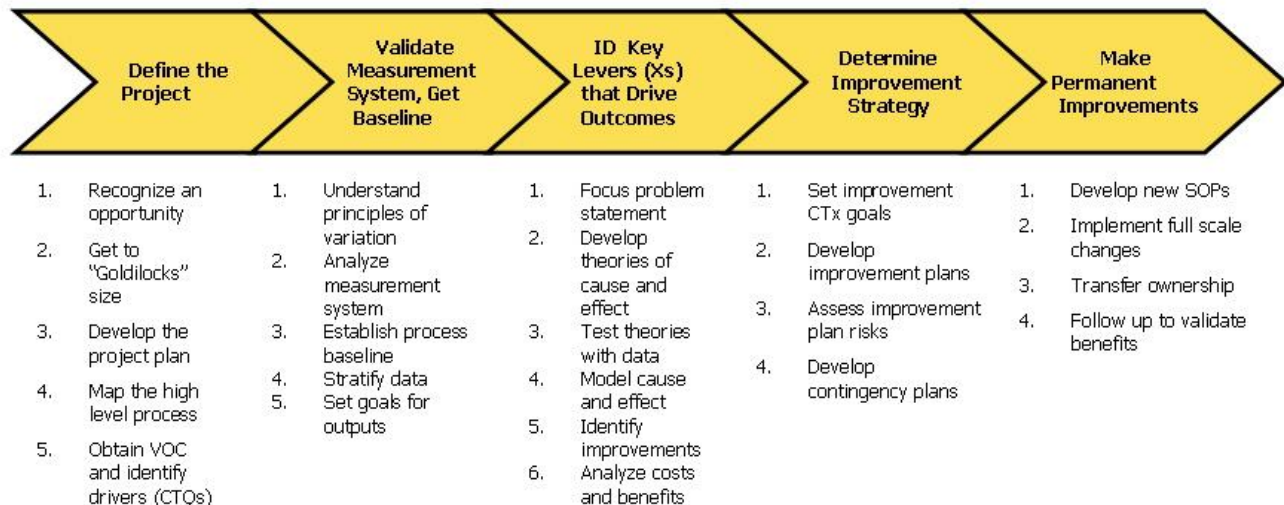 Define the
Project
Validate
Measurement
System, Get
Baseline
ID Key
Levers (Xs)
that Drive
Outcomes
Determine
Improvement
Strategy
Make
Permanent
Improvements
1. Recognize an
opportunity
2. Get to
"Goldilocks"
size
3. Develop the
project plan
4. Map the high
level process
5. Obtain VOC
and identify
drivers (CTQs)
1. Understand
principles of
variation
2. Analyze
measurement
system
3. Establish process
baseline
4. Stratify data
5. Set goals for
outputs
1. Focus problem
statement
2. Develop
theories of
cause and
effect
3. Test theories
with data
4. Model cause
and effect
5. Identify
improvements
6. Analyze costs
and benefits
1. Set improvement
CTx goals
2. Develop
improvement plans
3. Assess improvement
plan risks
4. Develop
contingency plans
1. Develop new SOPs
2. Implement full scale
changes
3. Transfer ownership
4. Follow up to validate
benefits